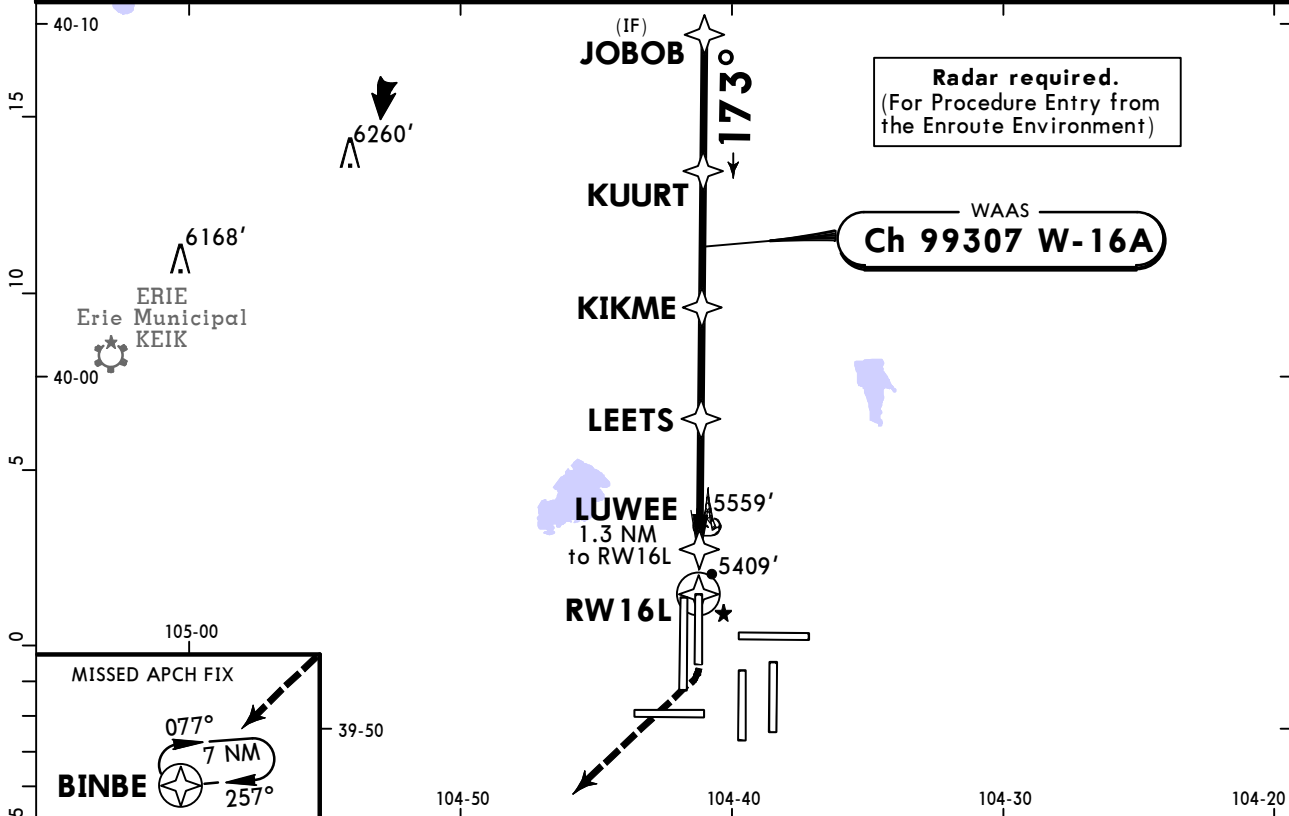 40-10
(IF)
JOBOB
173°
Radar required.
(For Procedure Entry from
the Enroute Environment)
15
6260'
KUURT
WAAS
Ch 99307 W-16A
6168'
10
ERIE
Erie Municipal
KEIK
KIKME
40-00
LEETS
5
LUWEE
5559'
1.3 NM
to RW16L
5409'
RW16L
0
105-00
MISSED APCH FIX
077°
7 NM
BINBE
257°
39-50
5
104-50
104-40
104-30
104-20